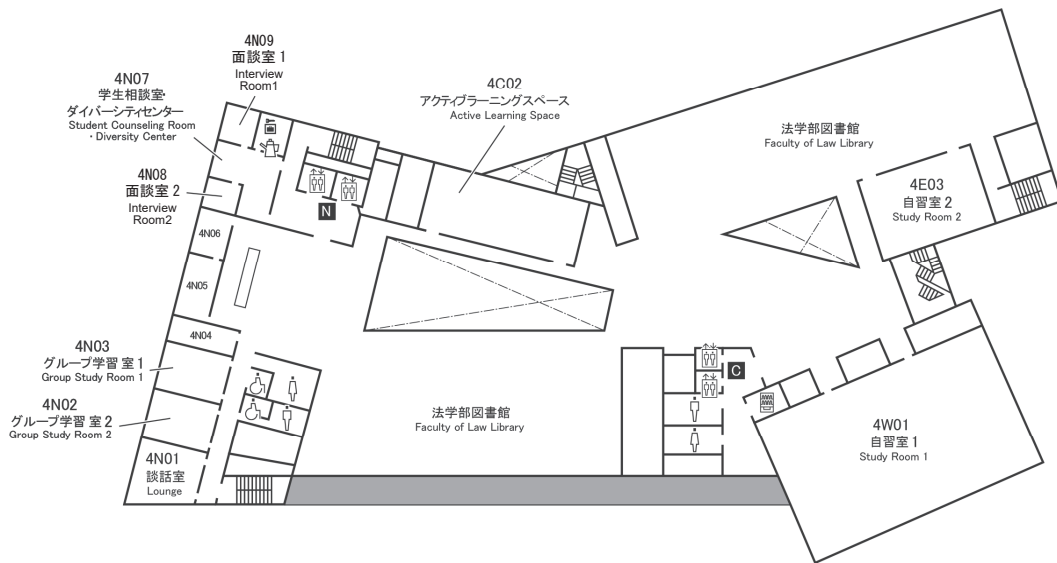 4N09
面談室 1
Interview
Room1
4N07
学生相談室・
ダイバーシティセンター
Student Counseling Room
・Diversity Center
4C02
アクティブラーニングスペース
Active Learning Space
法学部図書館
Faculty of Law Library
4N08
面談室 2
Interview
Room2
4E03
自習室 2
Study Room 2
N
4N06
4N05
4N04
4N03
グループ学習室 1
Group Study Room 1
4N02
グループ学習室 2
Group Study Room 2
4N01
談話室
Lounge
法学部図書館
Faculty of Law Library
C
4W01
自習室 1
Study Room 1